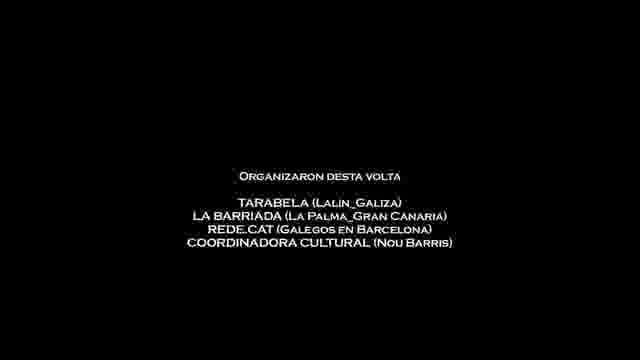 ORGANIZARON DESTA VOLTA
TARABELA (LALIN_GALIZA)
LA BARRIADA (LA PALMA_GRAN CANARIA)
REDE.CAT (GALEGOS EN BARCELONA)
COORDINADORA CULTURAL (NOU BARRIS)